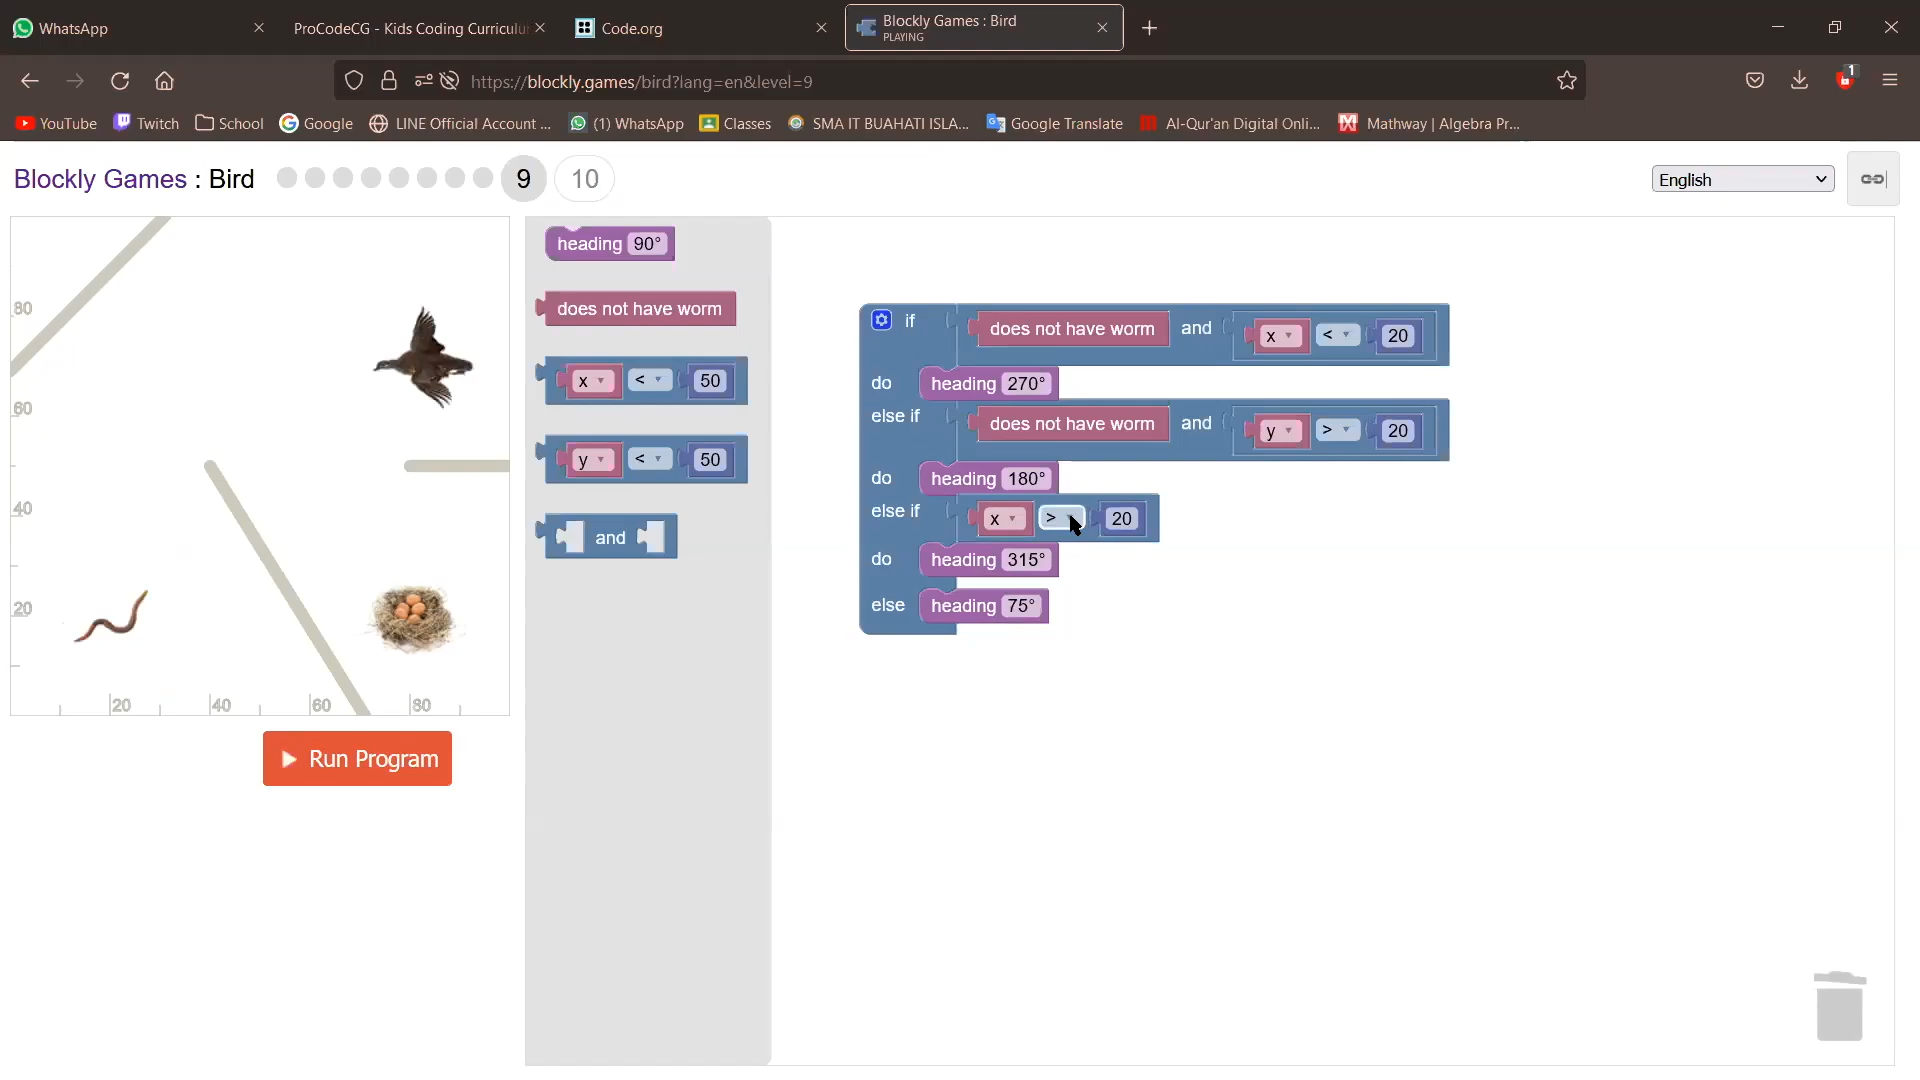 WhatsApp
ProCodeCG - Kids Coding Curriculu
Code.org
Blockly Games : Bird
PLAYING
https://blockly.games/bird?lang=en&level=9
1
YouTube
Twitch
School
Google
LINE Official Account ...
(1) WhatsApp
Classes
SMA IT BUAHATI ISLA...
Google Translate
Al-Qur'an Digital Onli...
Mathway | Algebra Pr...
Blockly Games : Bird
9
10
English
80
60
40
20
20
40
60
80
Run Program
heading 90°
does not have worm
x < 50
y < 50
and
if does not have worm and x < 20
do heading 270°
else if does not have worm and y > 20
do heading 180°
else if x > 20
do heading 315°
else heading 75°